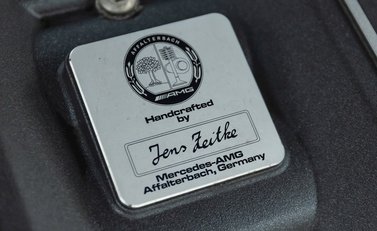 AFFALTERBACH
AMG
Handcrafted
by
Jens Zeitke
Mercedes-AMG
Affalterbach, Germany